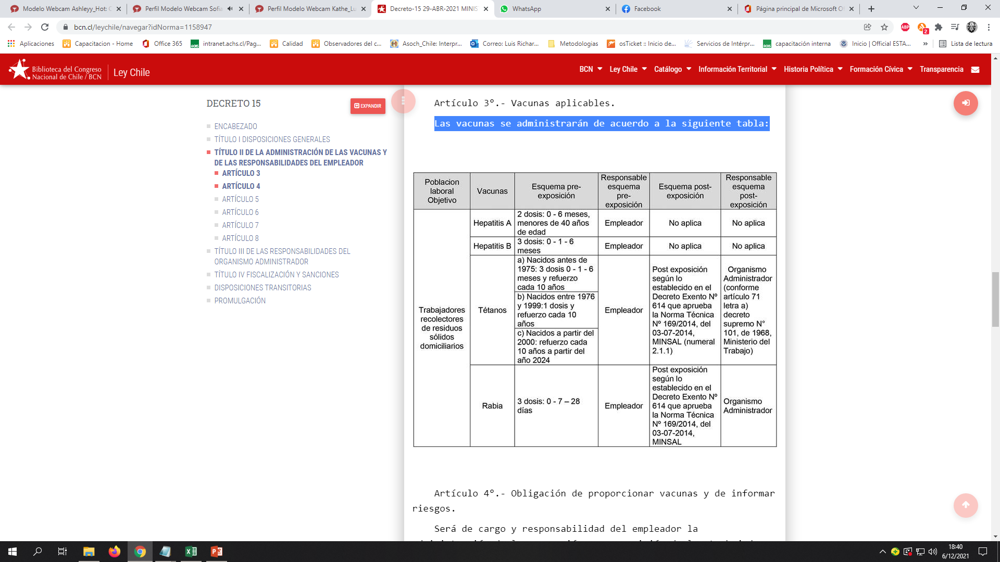 Modelo Webcam Ashleyy_Hot: C
Perfil Modelo Webcam Sofia
Perfil Modelo Webcam Kathe_Lu
Decreto-15 29-ABR-2021 MINIS
WhatsApp
Facebook
Página principal de Microsoft Of
bcn.cl/leychile/navegar?idNorma=1158947
ABP
2
Aplicaciones
Capacitacion - Home
Office 365
intranet.achs.cl/Pag...
Calidad
Observadores del c...
Asoch_Chile: Interpr...
Correo: Luis Richar...
Metodologias
osTicket :: Inicio de...
Servicios de Intérpr...
capacitación interna
Inicio | Official ESTA...
»
Lista de lectura
Biblioteca del Congreso
Nacional de Chile / BCN
Ley Chile
BCN
Ley Chile
Catálogo
Información Territorial
Historia Política
Formación Cívica
Transparencia
DECRETO 15
EXPANDIR
ENCABEZADO
TÍTULO I DISPOSICIONES GENERALES
TÍTULO II DE LA ADMINISTRACIÓN DE LAS VACUNAS Y
DE LAS RESPONSABILIDADES DEL EMPLEADOR
ARTÍCULO 3
ARTÍCULO 4
ARTÍCULO 5
ARTÍCULO 6
ARTÍCULO 7
ARTÍCULO 8
TÍTULO III DE LAS RESPONSABILIDADES DEL
ORGANISMO ADMINISTRADOR
TÍTULO IV FISCALIZACIÓN Y SANCIONES
DISPOSICIONES TRANSITORIAS
PROMULGACIÓN
Artículo 3º.- Vacunas aplicables.
Las vacunas se administrarán de acuerdo a la siguiente tabla:
Poblacion
laboral
Objetivo
Vacunas
Esquema pre-
exposición
Responsable
esquema
pre-
exposición
Esquema post-
exposición
Responsable
esquema
post-
exposición
Trabajadores
recolectores
de residuos
sólidos
domiciliarios
Hepatitis A
2 dosis: 0 - 6 meses,
menores de 40 años
de edad
Empleador
No aplica
No aplica
Hepatitis B
3 dosis: 0 - 1 - 6
meses
Empleador
No aplica
No aplica
Tétanos
a) Nacidos antes de
1975: 3 dosis 0 - 1 - 6
meses y refuerzo
cada 10 años
b) Nacidos entre 1976
y 1999:1 dosis y
refuerzo cada 10
años
c) Nacidos a partir del
2000: refuerzo cada
10 años a partir del
año 2024
Empleador
Post exposición
según lo
establecido en el
Decreto Exento Nº
614 que aprueba
la Norma Técnica
Nº 169/2014, del
03-07-2014,
MINSAL (numeral
2.1.1)
Organismo
Administrador
(conforme
artículo 71
letra a)
decreto
supremo N°
101, de 1968,
Ministerio del
Trabajo)
Rabia
3 dosis: 0 - 7 – 28
días
Empleador
Post exposición
según lo
establecido en el
Decreto Exento Nº
614 que aprueba
la Norma Técnica
Nº 169/2014, del
03-07-2014,
MINSAL
Organismo
Administrador
Artículo 4º.- Obligación de proporcionar vacunas y de informar
riesgos.
Será de cargo y responsabilidad del empleador la
18:40
6/12/2021